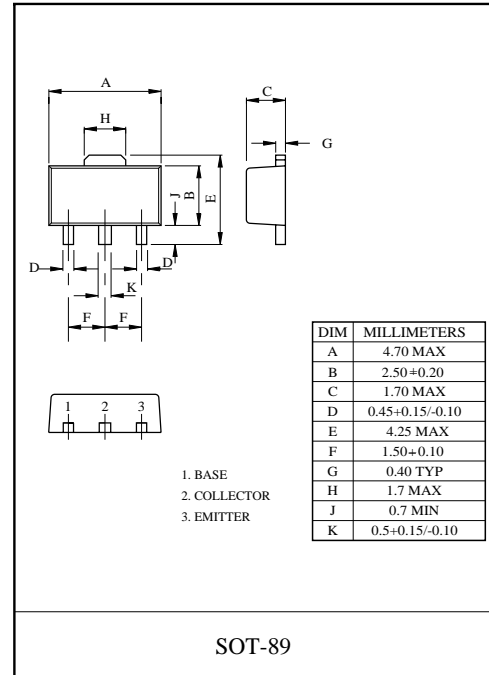 A
H
C
G
J
B
E
D
D
K
F F
1 2 3
1. BASE
2. COLLECTOR
3. EMITTER
DIM MILLIMETERS
A 4.70 MAX
B 2.50±0.20
C 1.70 MAX
D 0.45+0.15/-0.10
E 4.25 MAX
F 1.50±0.10
G 0.40 TYP
H 1.7 MAX
J 0.7 MIN
K 0.5+0.15/-0.10
SOT-89